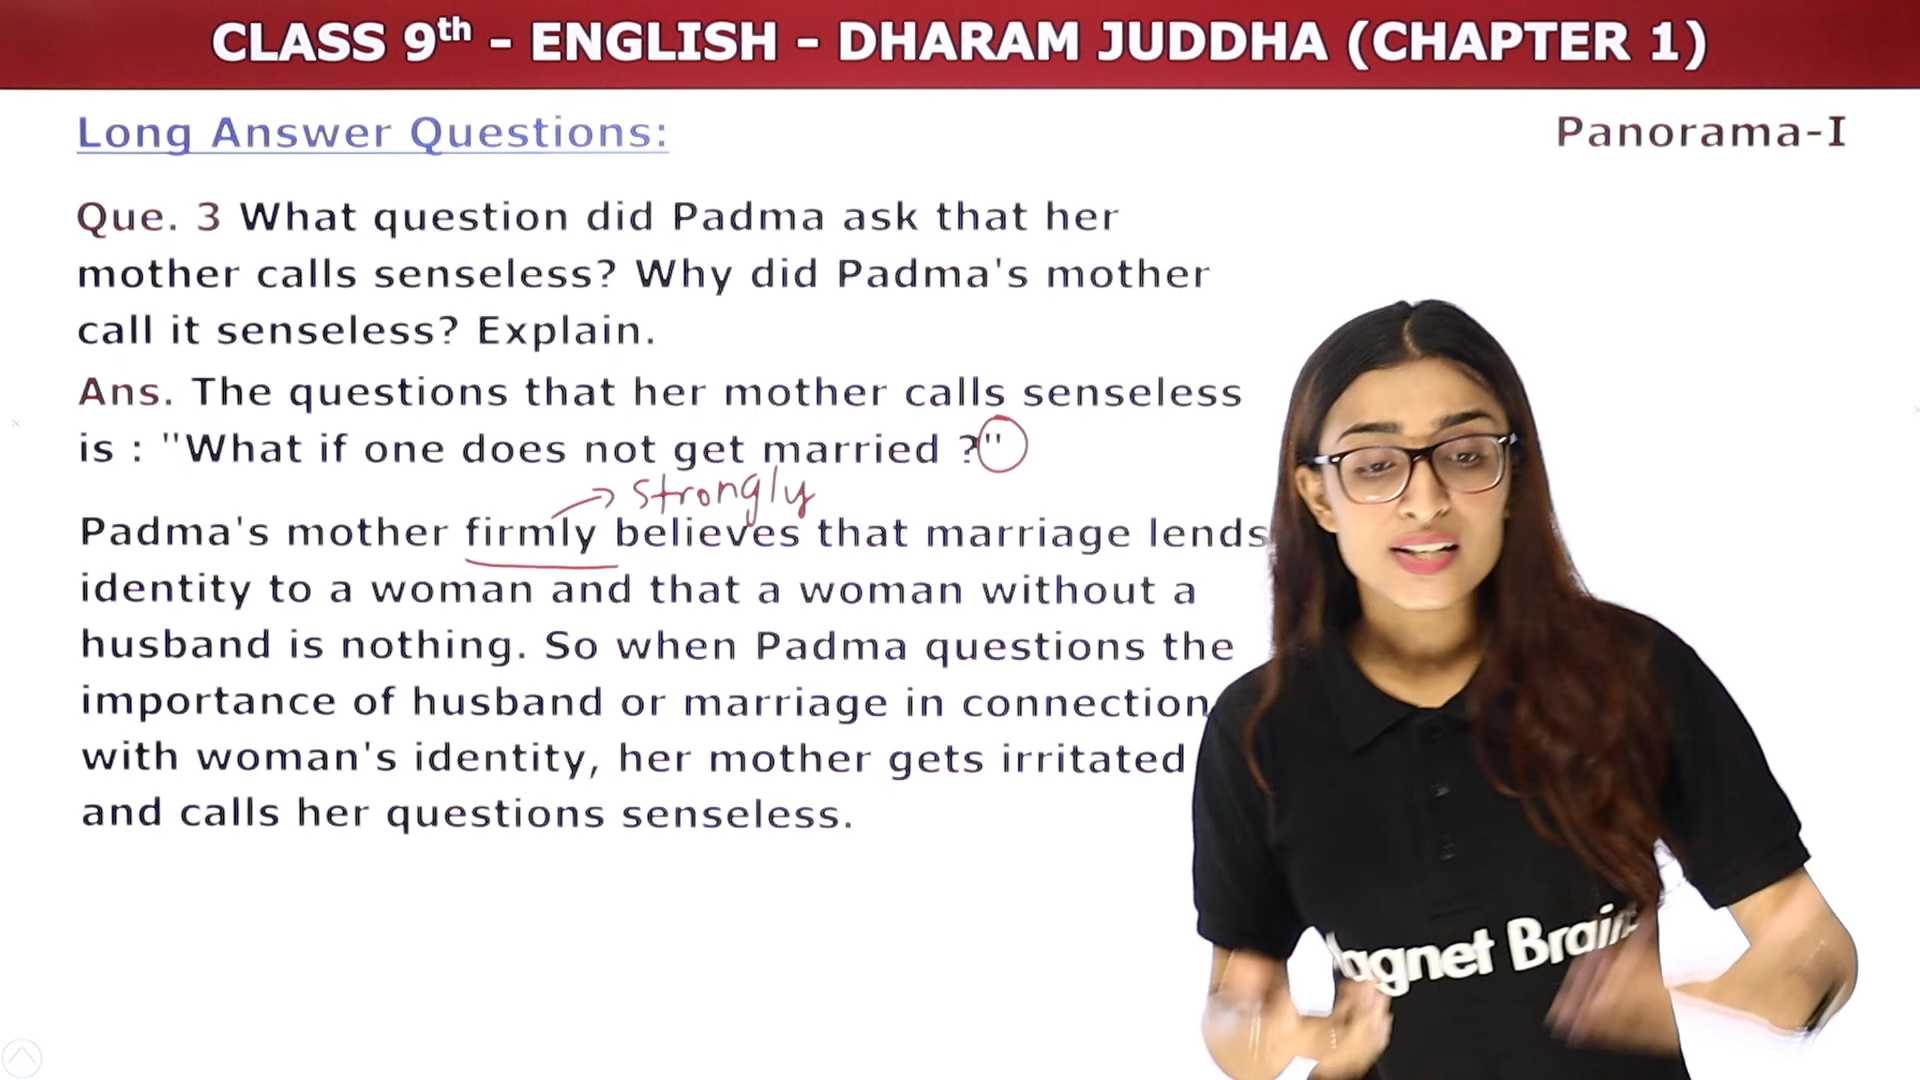 CLASS 9th - ENGLISH - DHARAM JUDDHA (CHAPTER 1)
Long Answer Questions:
Panorama-I
Que. 3 What question did Padma ask that her
mother calls senseless? Why did Padma's mother
call it senseless? Explain.
Ans. The questions that her mother calls senseless
is : "What if one does not get married ?"
strongly
Padma's mother firmly believes that marriage lends
identity to a woman and that a woman without a
husband is nothing. So when Padma questions the
importance of husband or marriage in connection
with woman's identity, her mother gets irritated
and calls her questions senseless.
agnet Brain